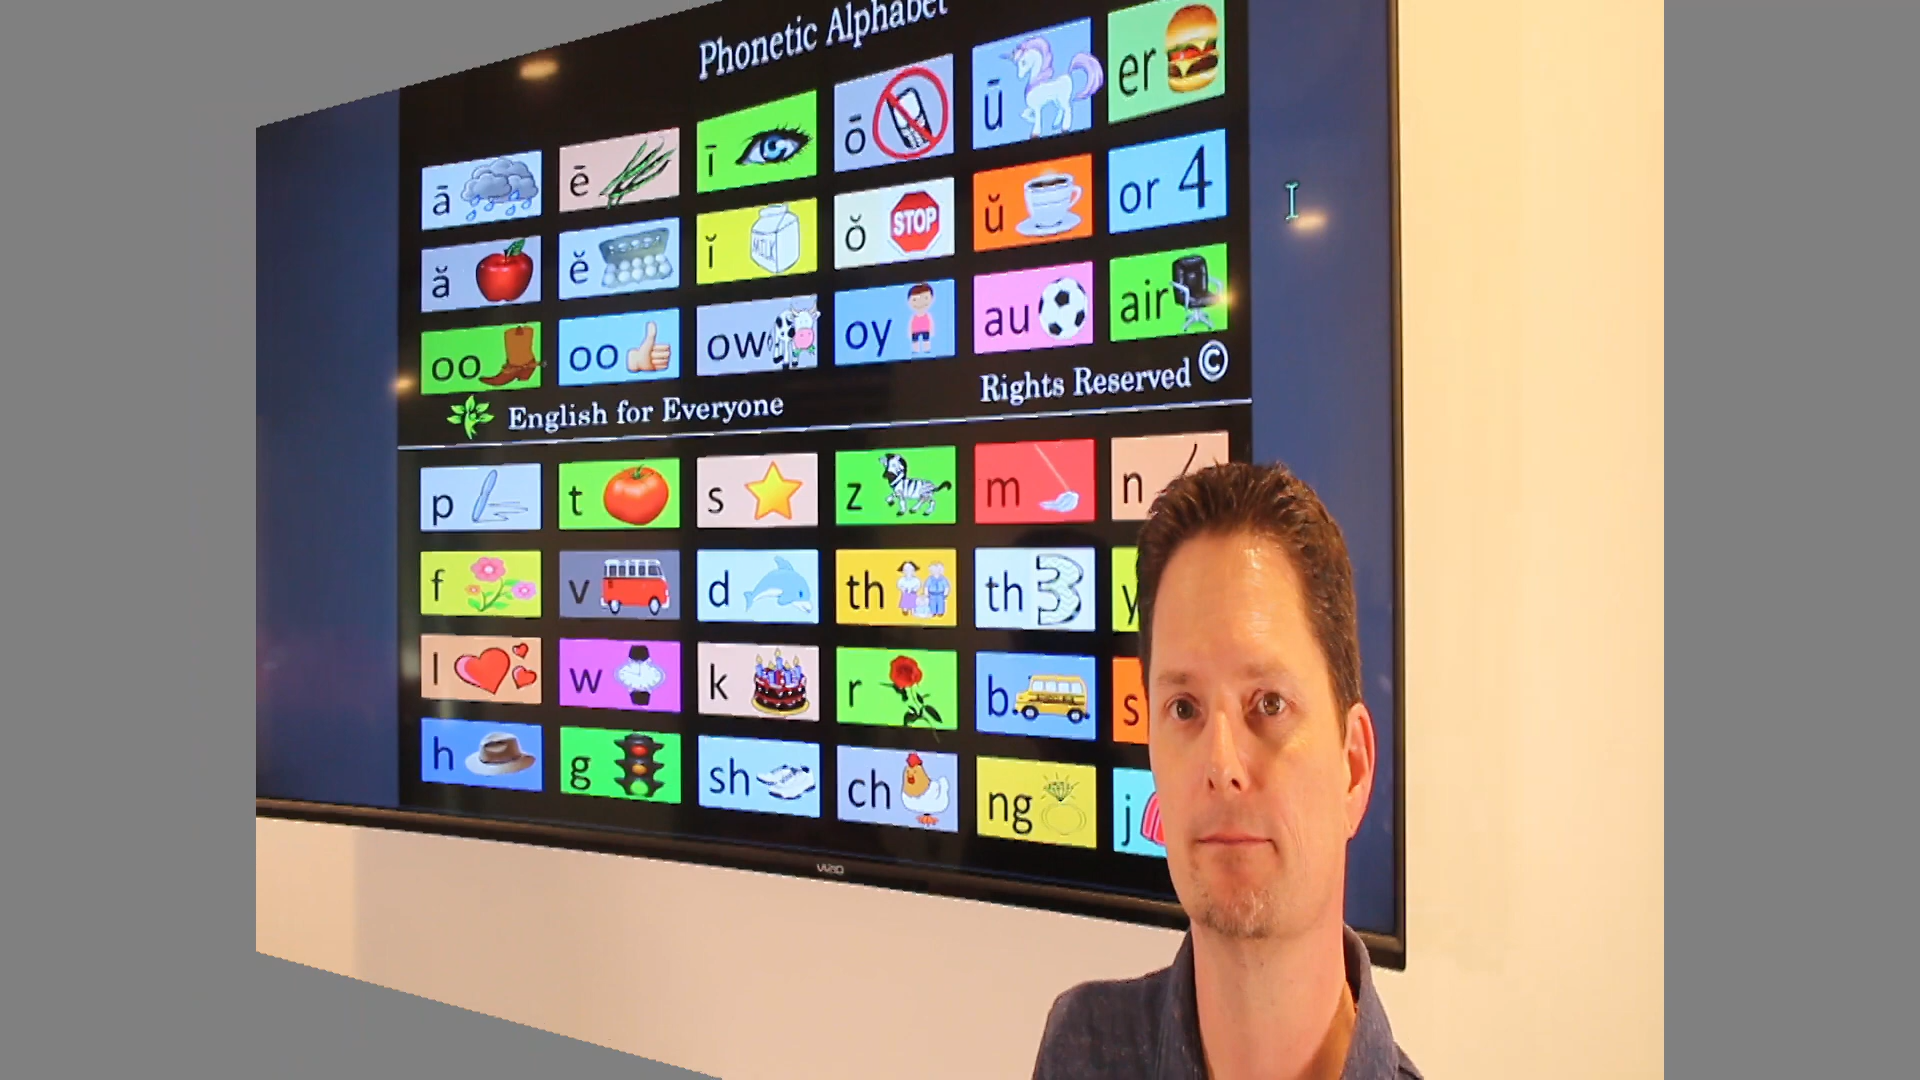 Phonetic Alphabet
ā ē ī ō ū er
ă ĕ ĭ MILK ŏ STOP ŭ or 4
oo oo ow oy au air
English for Everyone Rights Reserved ©
p t s z m n
f v d th th 3 y
l w k r b s
h g sh ch ng j
VIZIO